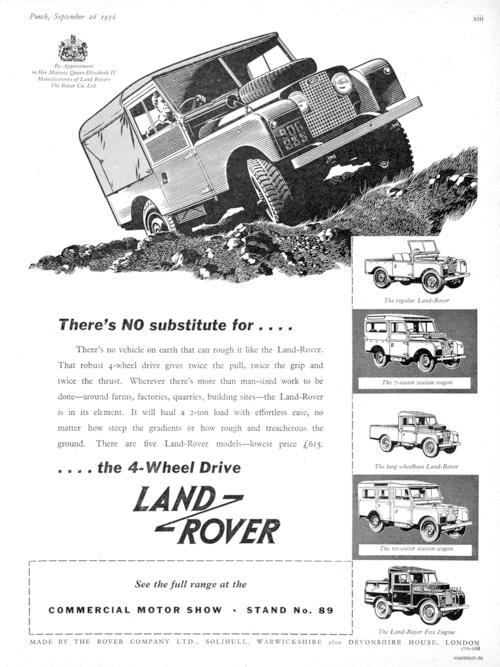 Punch, September 26 1956
xiii
By Appointment
to Her Majesty Queen Elizabeth II
Manufacturers of Land Rovers
The Rover Co. Ltd.
There's NO substitute for . . . .
There's no vehicle on earth that can rough it like the Land-Rover.
That robust 4-wheel drive gives twice the pull, twice the grip and
twice the thrust. Wherever there's more than man-sized work to be
done—around farms, factories, quarries, building sites—the Land-Rover
is in its element. It will haul a 2-ton load with effortless ease, no
matter how steep the gradients or how rough and treacherous the
ground. There are five Land-Rover models—lowest price £615.
. . . . the 4-Wheel Drive
LAND-
-ROVER
The regular Land-Rover
The 7-seater station wagon
The long wheelbase Land-Rover
The 10-seater station wagon
The Land-Rover Fire Engine
See the full range at the
COMMERCIAL MOTOR SHOW · STAND No. 89
MADE BY THE ROVER COMPANY LTD., SOLIHULL, WARWICKSHIRE also DEVONSHIRE HOUSE, LONDON